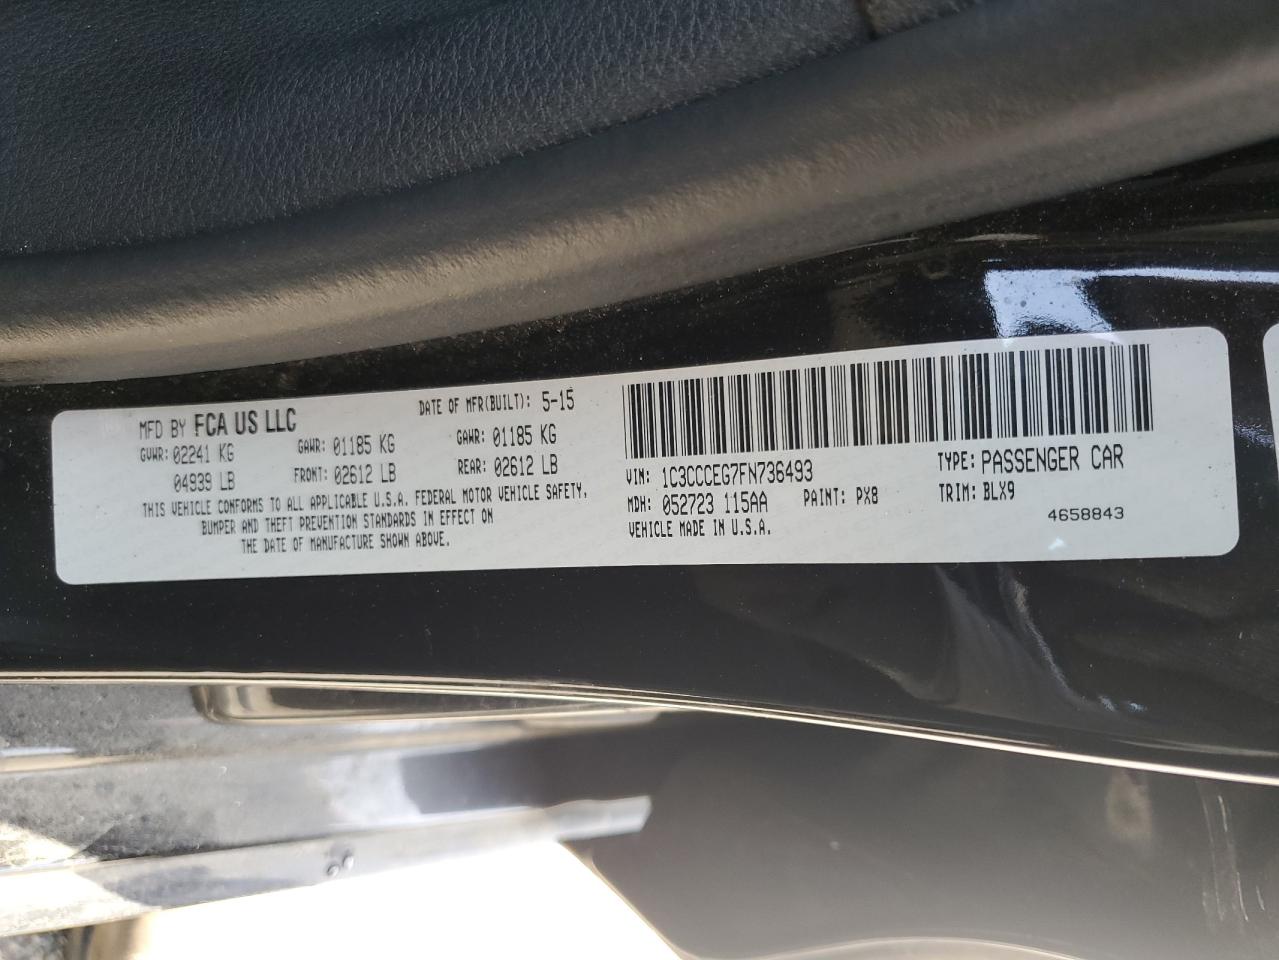 MFD BY FCA US LLC DATE OF MFR(BUILT): 5-15
GVWR: 02241 KG GAWR: 01185 KG GAWR: 01185 KG
04939 LB FRONT: 02612 LB REAR: 02612 LB
THIS VEHICLE CONFORMS TO ALL APPLICABLE U.S.A. FEDERAL MOTOR VEHICLE SAFETY,
BUMPER AND THEFT PREVENTION STANDARDS IN EFFECT ON
THE DATE OF MANUFACTURE SHOWN ABOVE.
VIN: 1C3CCCEG7FN736493 TYPE: PASSENGER CAR
MDH: 052723 115AA PAINT: PX8 TRIM: BLX9
VEHICLE MADE IN U.S.A. 4658843